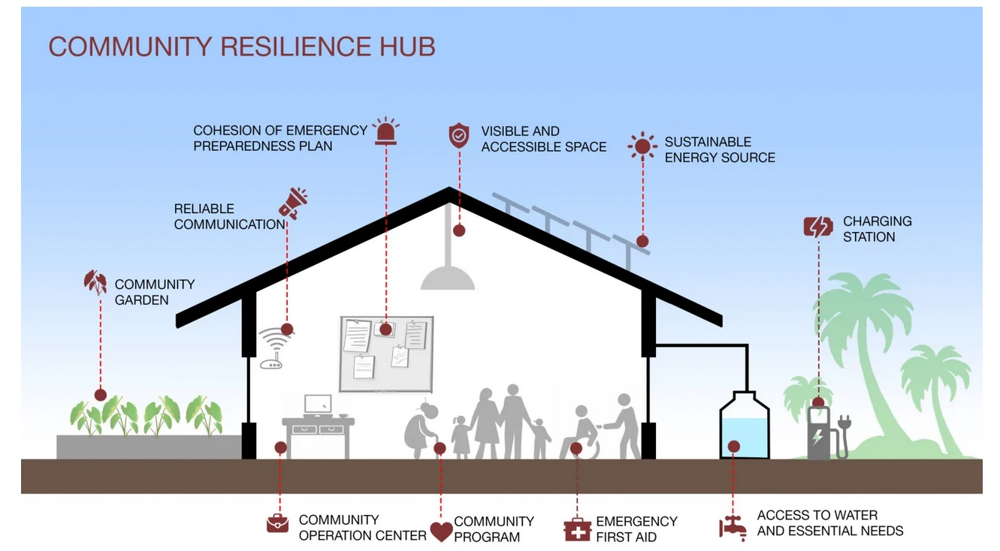 COMMUNITY RESILIENCE HUB
COHESION OF EMERGENCY
PREPAREDNESS PLAN
VISIBLE AND
ACCESSIBLE SPACE
SUSTAINABLE
ENERGY SOURCE
RELIABLE
COMMUNICATION
CHARGING
STATION
COMMUNITY
GARDEN
COMMUNITY
OPERATION CENTER
COMMUNITY
PROGRAM
EMERGENCY
FIRST AID
ACCESS TO WATER
AND ESSENTIAL NEEDS